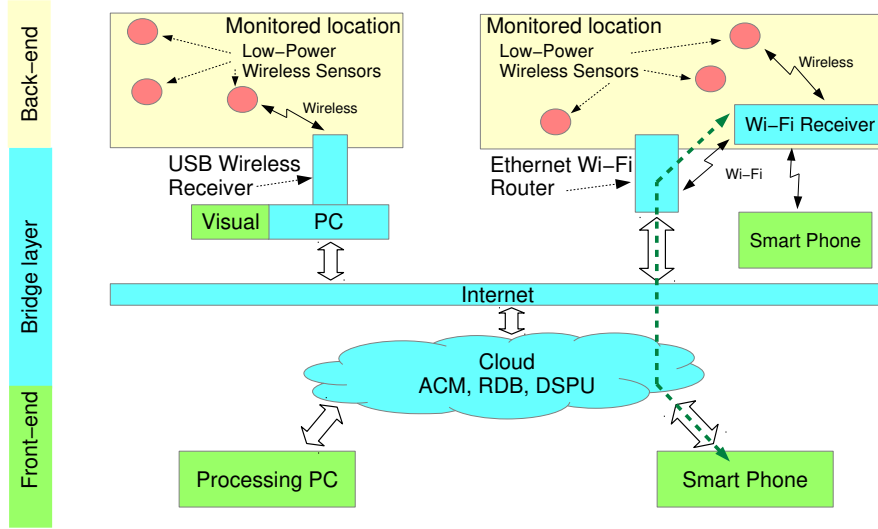 Back−end
Bridge layer
Front−end
Monitored location
Low−Power
Wireless Sensors
Wireless
USB Wireless
Receiver
Visual
PC
Monitored location
Low−Power
Wireless Sensors
Wireless
Wi−Fi Receiver
Ethernet Wi−Fi
Router
Wi−Fi
Smart Phone
Internet
Cloud
ACM, RDB, DSPU
Processing PC
Smart Phone